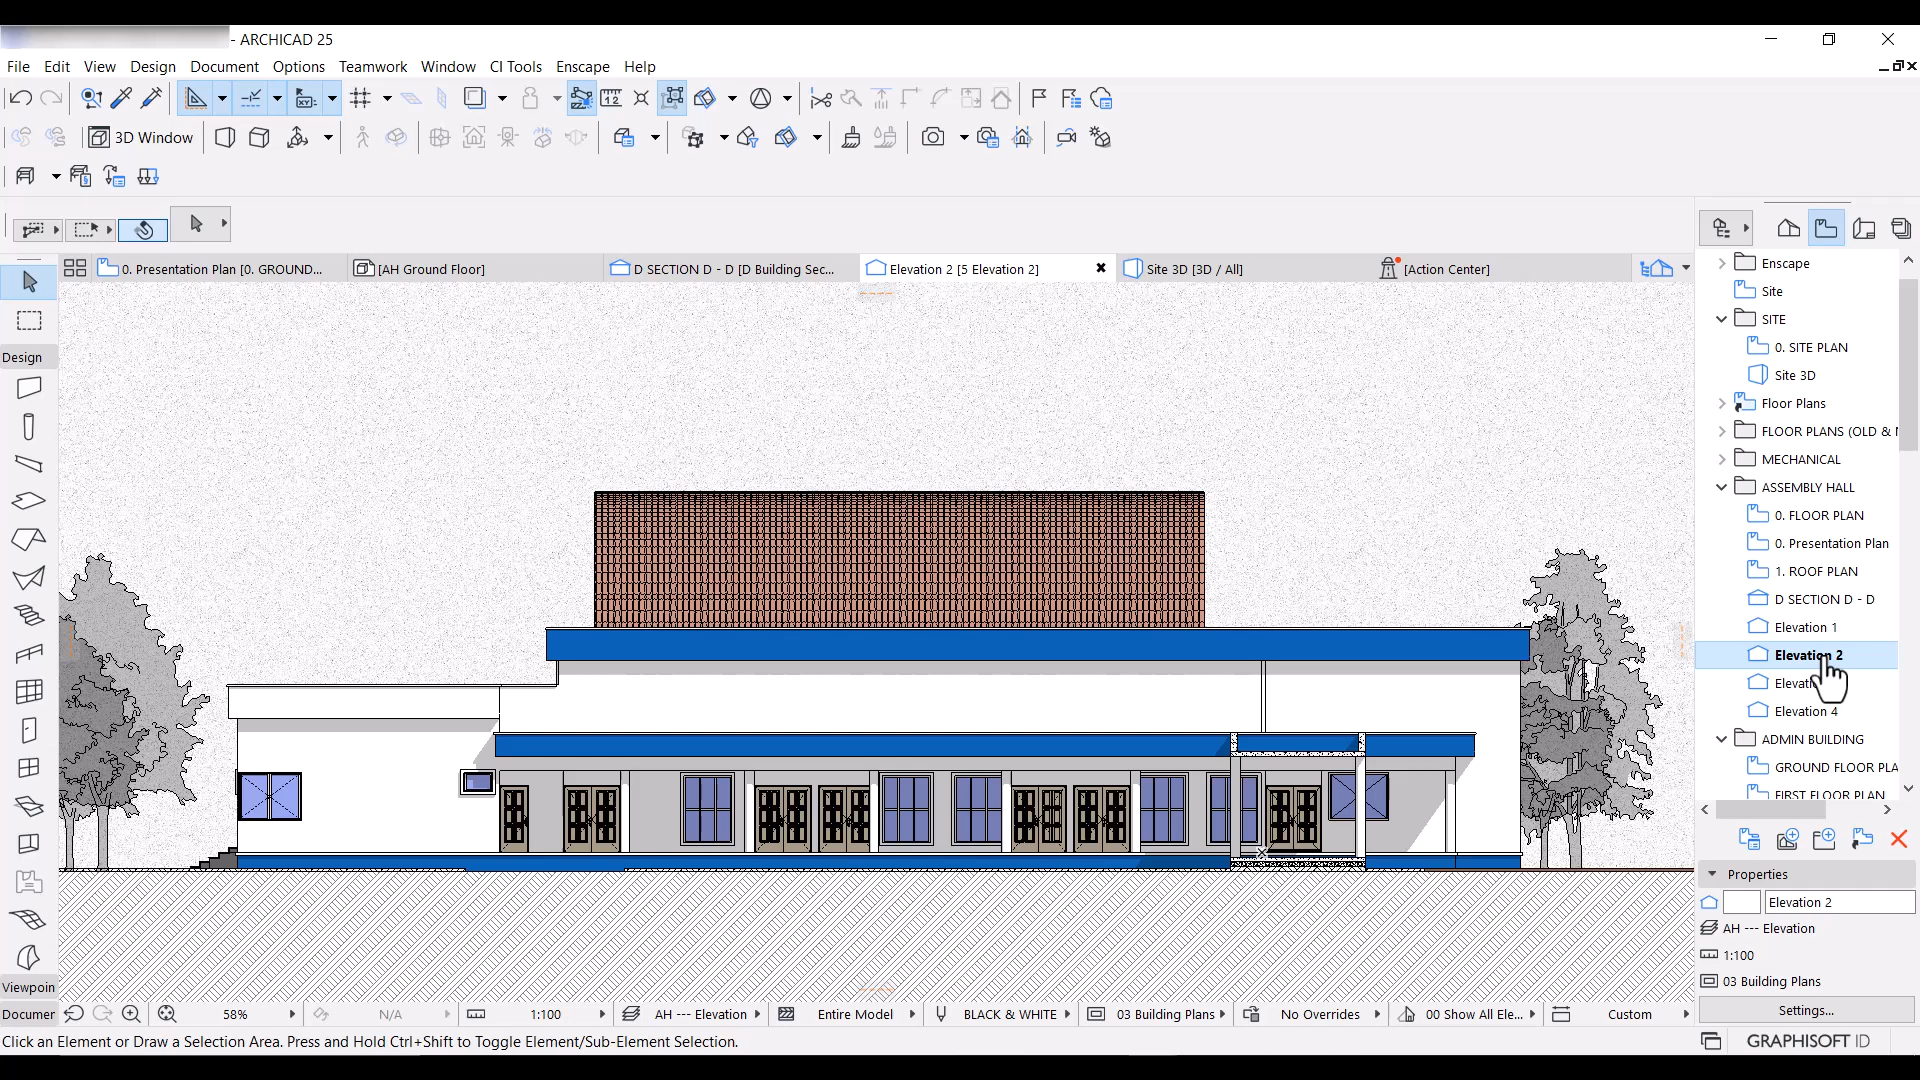 - ARCHICAD 25
File Edit View Design Document Options Teamwork Window CI Tools Enscape Help
3D Window
0. Presentation Plan [0. GROUND...
[AH Ground Floor]
D SECTION D - D [D Building Sec...
Elevation 2 [5 Elevation 2]
Site 3D [3D / All]
[Action Center]
Design
Viewpoin
Documer
Enscape
Site
SITE
0. SITE PLAN
Site 3D
Floor Plans
FLOOR PLANS (OLD &
MECHANICAL
ASSEMBLY HALL
0. FLOOR PLAN
0. Presentation Plan
1. ROOF PLAN
D SECTION D - D
Elevation 1
Elevation 2
Elevati
Elevation 4
ADMIN BUILDING
GROUND FLOOR PLA
FIRST FLOOR PLAN
Properties
Elevation 2
AH --- Elevation
1:100
03 Building Plans
Settings...
58% N/A 1:100 AH --- Elevation Entire Model BLACK & WHITE 03 Building Plans No Overrides 00 Show All Ele... Custom
Click an Element or Draw a Selection Area. Press and Hold Ctrl+Shift to Toggle Element/Sub-Element Selection.
GRAPHISOFT ID